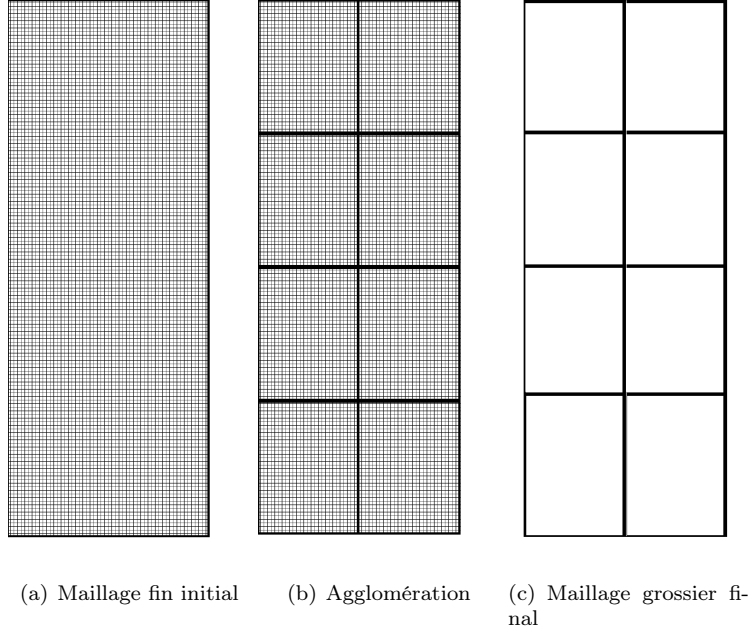 (a) Maillage fin initial
(b) Agglomération
(c) Maillage grossier fi-
nal